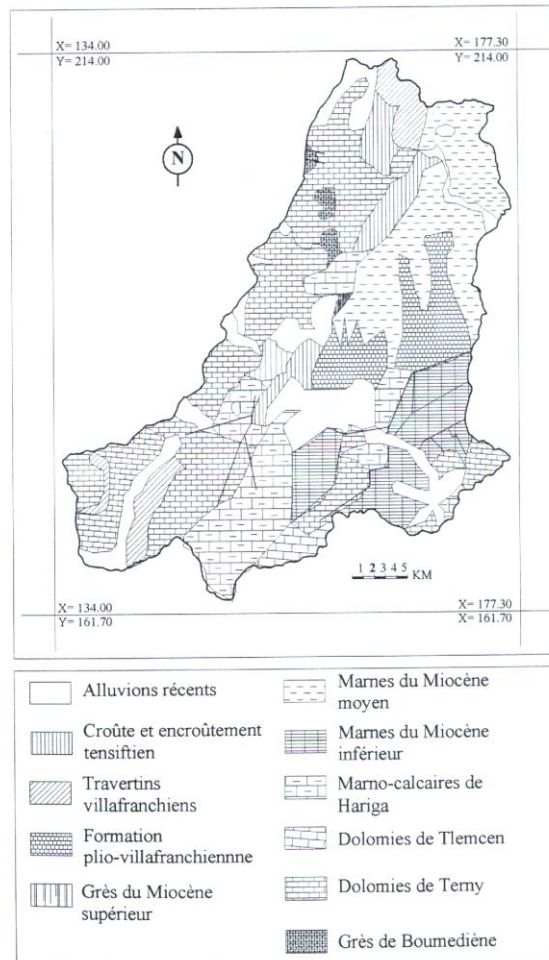 X= 134.00
Y= 214.00
X= 177.30
Y= 214.00
N
1 2 3 4 5
KM
X= 134.00
Y= 161.70
X= 177.30
X= 161.70
Alluvions récents
Croûte et encroûtement
tensiftien
Travertins
villafranchiens
Formation
plio-villafranchiennne
Grès du Miocène
supérieur
Marnes du Miocène
moyen
Marnes du Miocène
inférieur
Marno-calcaires de
Hariga
Dolomies de Tlemcen
Dolomies de Terny
Grès de Boumediène